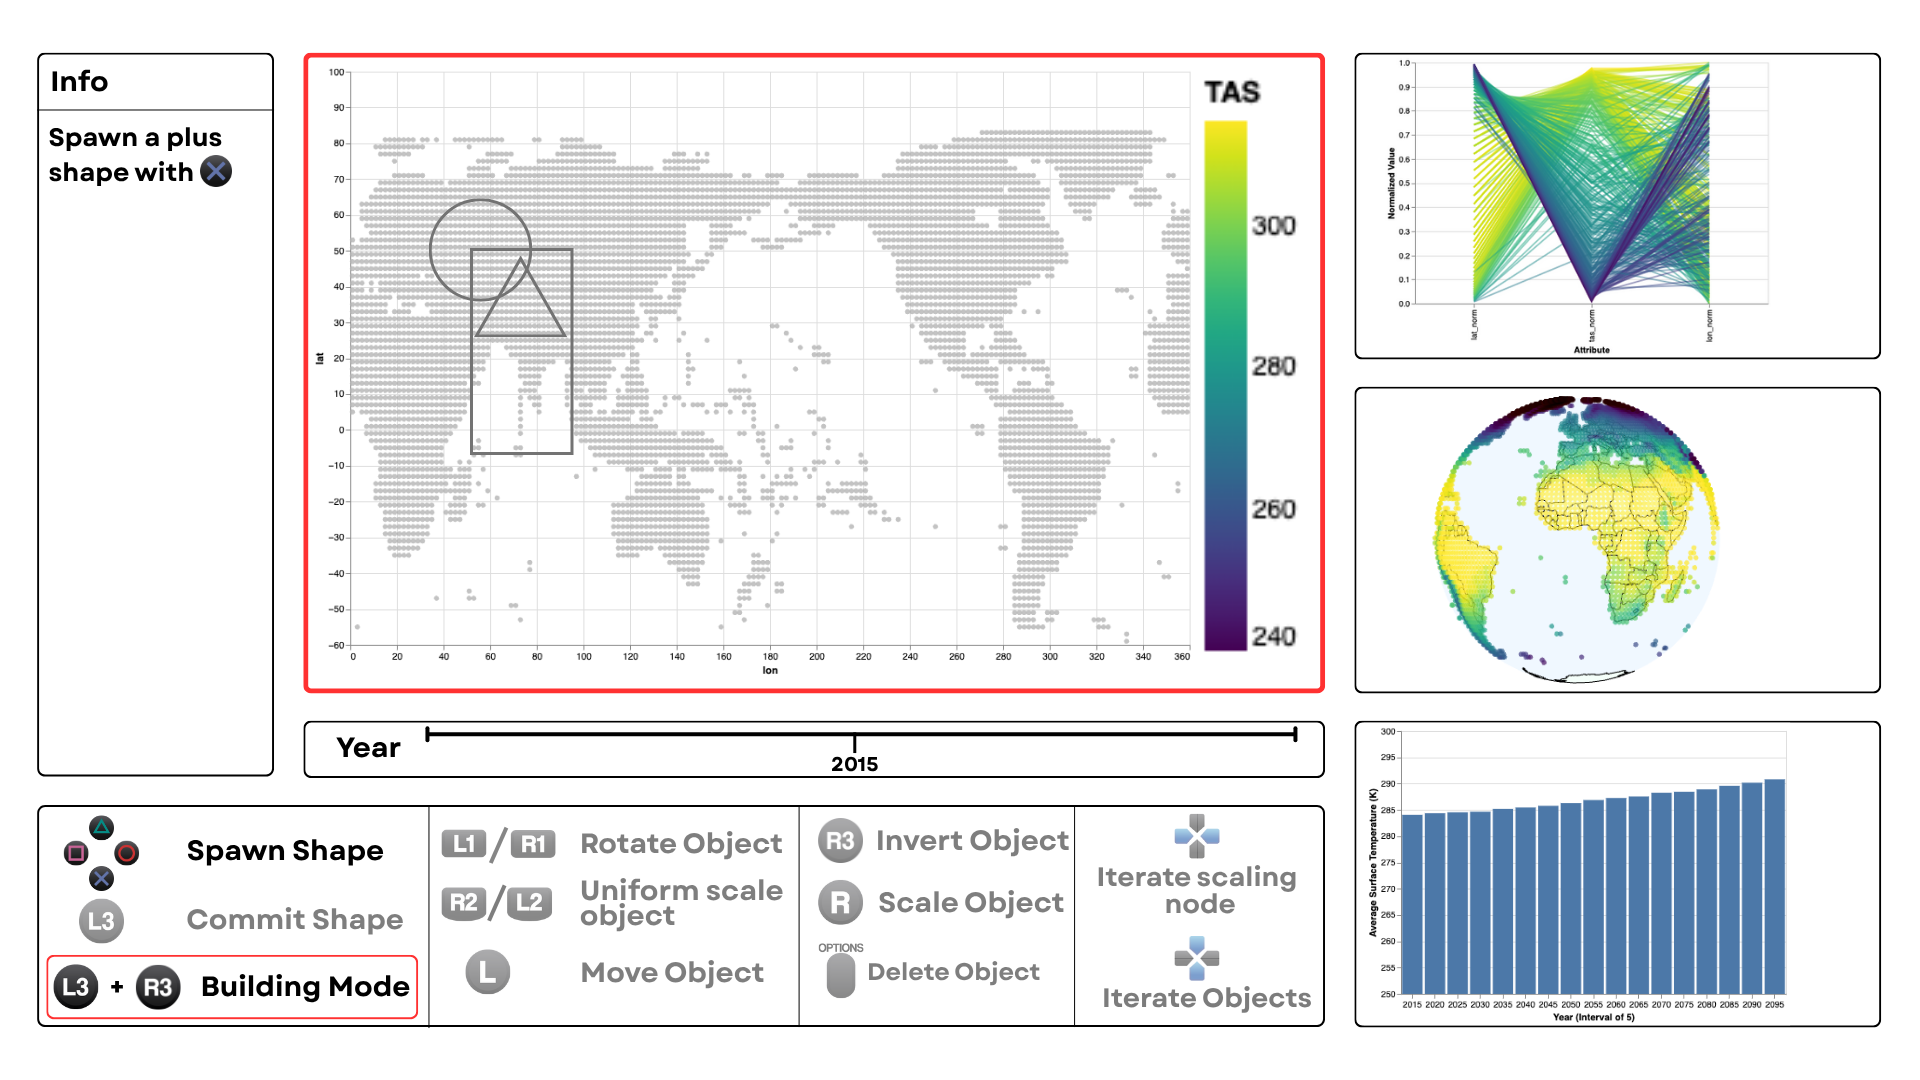 Info
Spawn a plus
shape with
100
90
80
70
60
50
40
30
20
10
0
−10
−20
−30
−40
−50
−60
lat
0 20 40 60 80 100 120 140 160 180 200 220 240 260 280 300 320 340 360
lon
TAS
300
280
260
240
Year
2015
Spawn Shape
L3 Commit Shape
L3 + R3 Building Mode
L1 / R1 Rotate Object
R2 / L2 Uniform scale
object
L Move Object
R3 Invert Object
R Scale Object
OPTIONS
Delete Object
Iterate scaling
node
Iterate Objects
1.0
0.9
0.8
0.7
0.6
0.5
0.4
0.3
0.2
0.1
0.0
Normalized Value
lat_norm
tas_norm
lon_norm
Attribute
300
295
290
285
280
275
270
265
260
255
250
Average Surface Temperature (K)
2015 2020 2025 2030 2035 2040 2045 2050 2055 2060 2065 2070 2075 2080 2085 2090 2095
Year (Interval of 5)